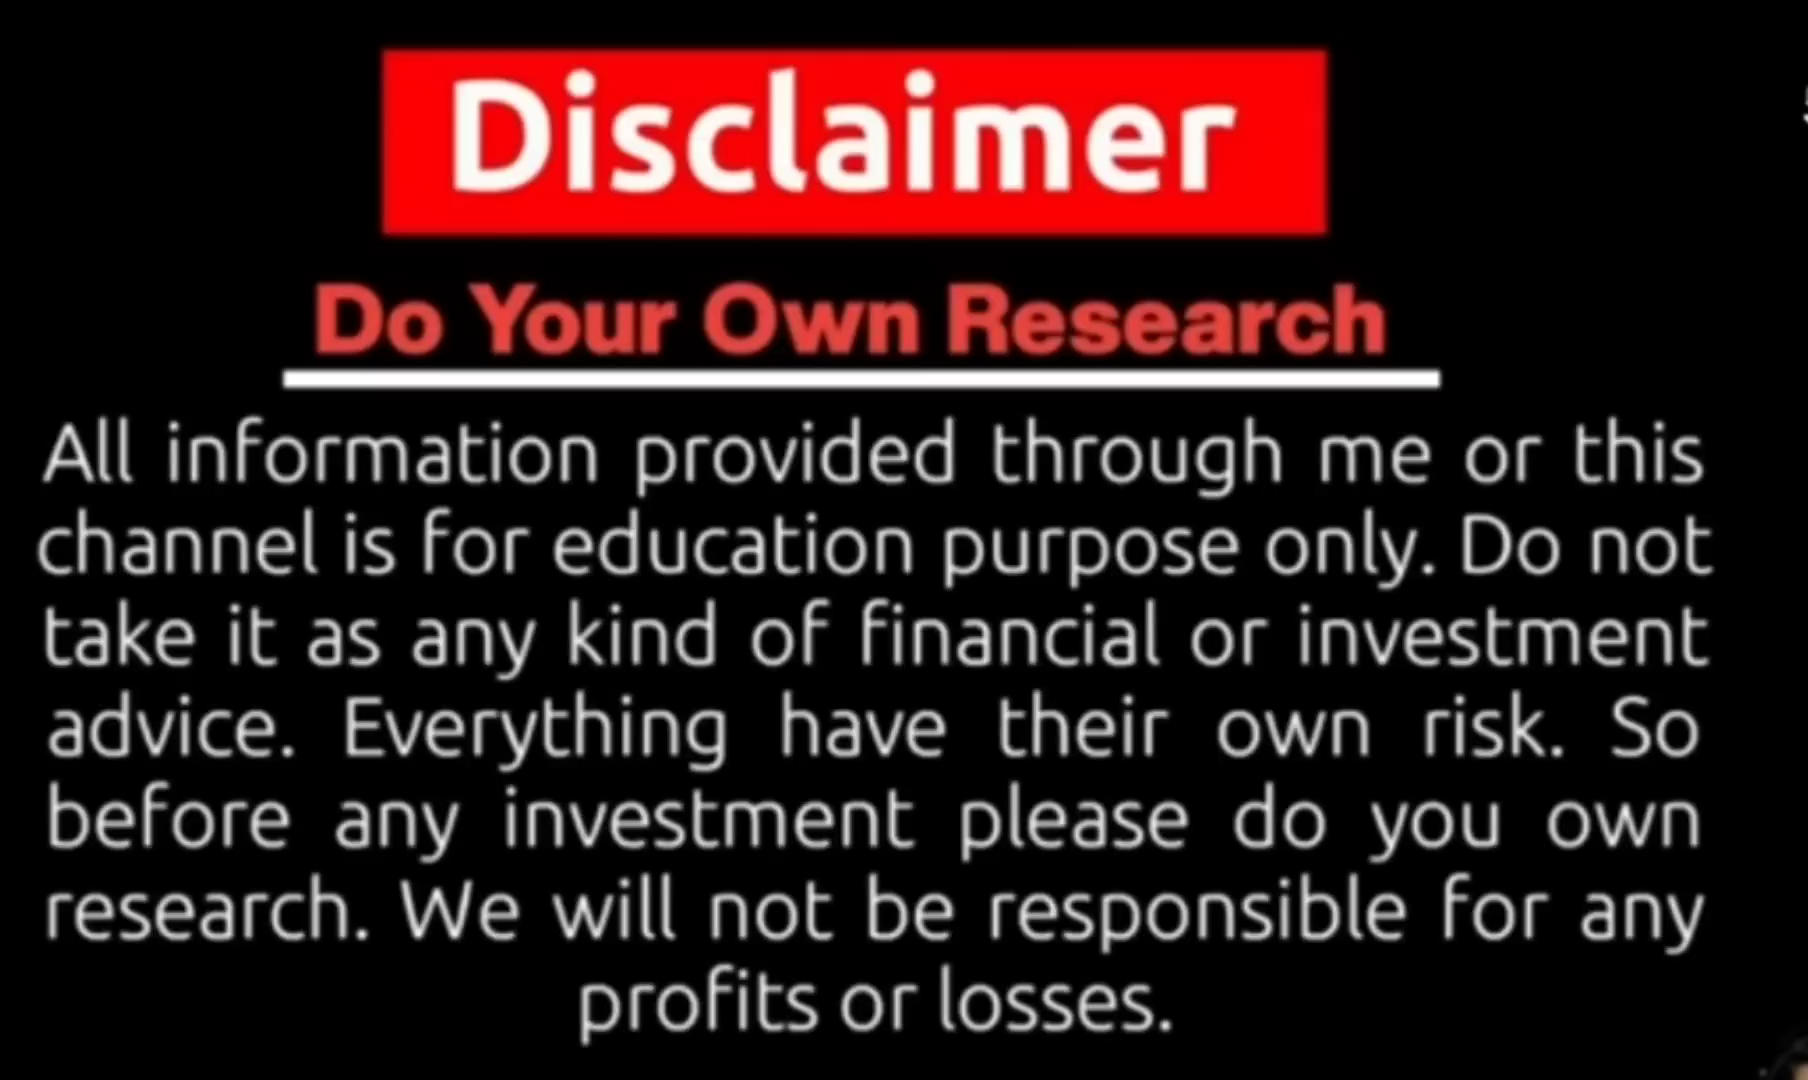 Disclaimer
Do Your Own Research
All information provided through me or this
channel is for education purpose only. Do not
take it as any kind of financial or investment
advice. Everything have their own risk. So
before any investment please do you own
research. We will not be responsible for any
profits or losses.